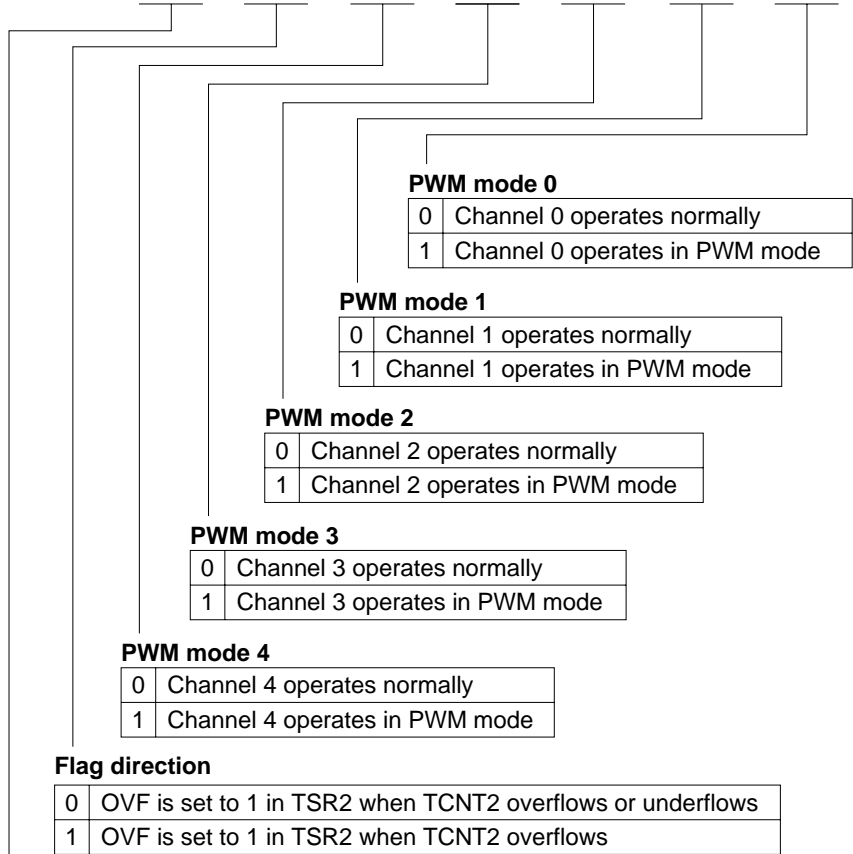 PWM mode 0
0 Channel 0 operates normally
1 Channel 0 operates in PWM mode
PWM mode 1
0 Channel 1 operates normally
1 Channel 1 operates in PWM mode
PWM mode 2
0 Channel 2 operates normally
1 Channel 2 operates in PWM mode
PWM mode 3
0 Channel 3 operates normally
1 Channel 3 operates in PWM mode
PWM mode 4
0 Channel 4 operates normally
1 Channel 4 operates in PWM mode
Flag direction
0 OVF is set to 1 in TSR2 when TCNT2 overflows or underflows
1 OVF is set to 1 in TSR2 when TCNT2 overflows